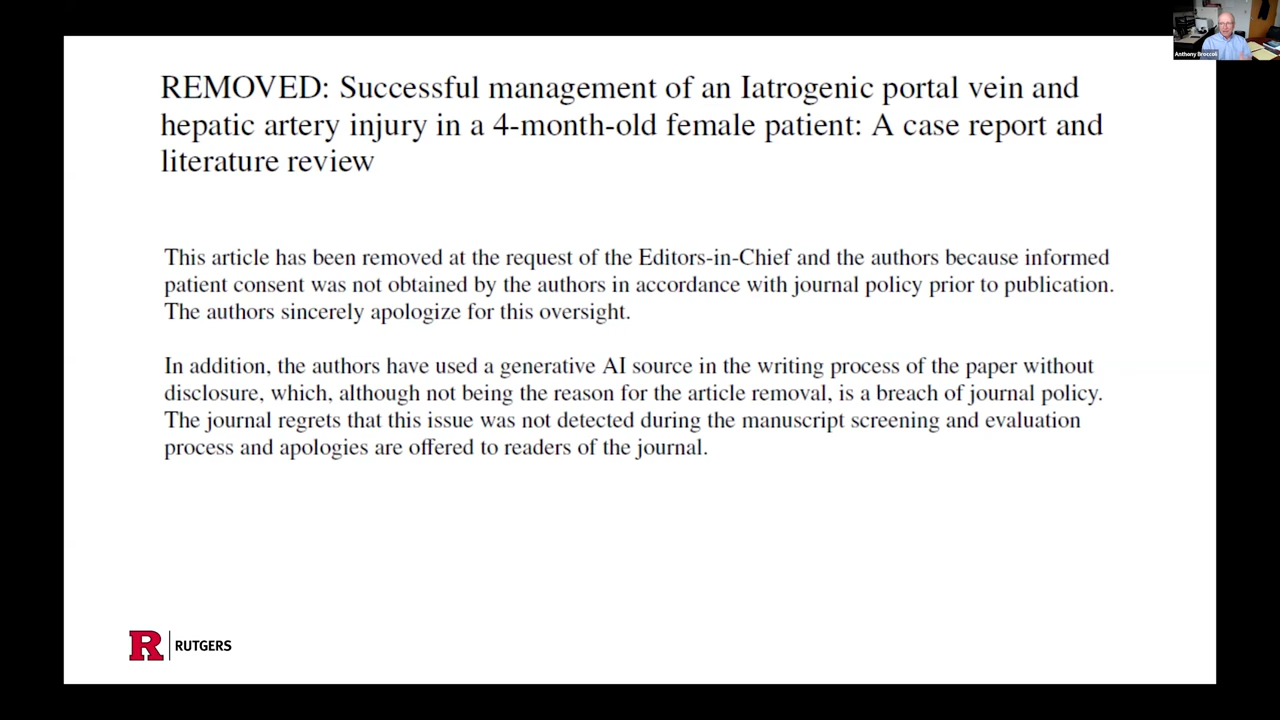 Anthony Broccoli
REMOVED: Successful management of an Iatrogenic portal vein and
hepatic artery injury in a 4-month-old female patient: A case report and
literature review
This article has been removed at the request of the Editors-in-Chief and the authors because informed
patient consent was not obtained by the authors in accordance with journal policy prior to publication.
The authors sincerely apologize for this oversight.
In addition, the authors have used a generative AI source in the writing process of the paper without
disclosure, which, although not being the reason for the article removal, is a breach of journal policy.
The journal regrets that this issue was not detected during the manuscript screening and evaluation
process and apologies are offered to readers of the journal.
R RUTGERS